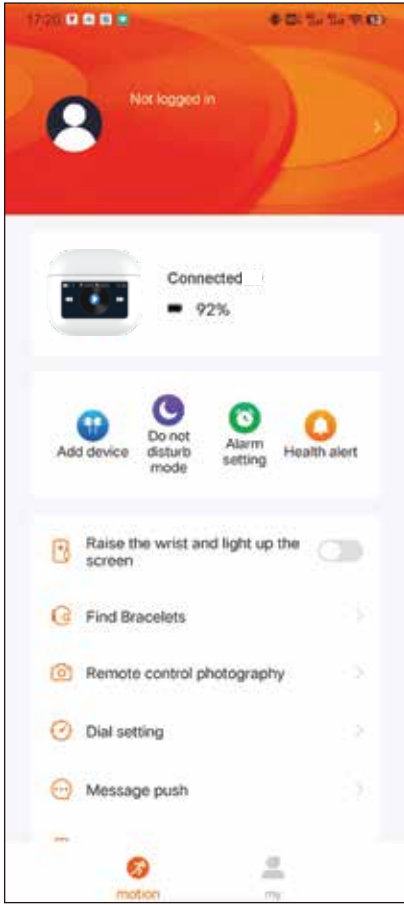 17:20
Not logged in
Connected
92%
Add device
Do not
disturb
mode
Alarm
setting
Health alert
Raise the wrist and light up the
screen
Find Bracelets
Remote control photography
Dial setting
Message push
motion
my